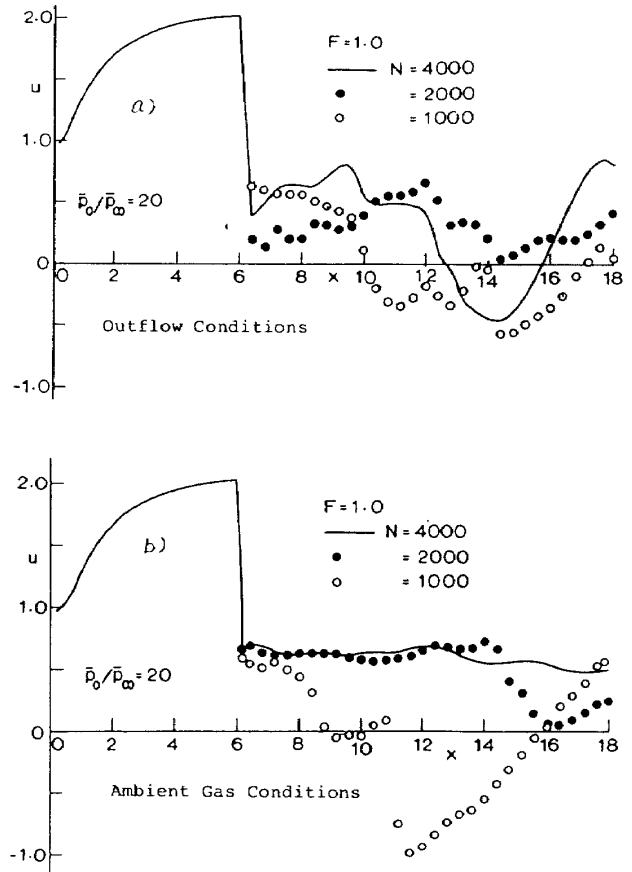 2.0
F = 1.0
N = 4000
u
a)
= 2000
= 1000
1.0
p̄₀/p̄∞ = 20
0
0 2 4 6 8 x 10 12 14 16 18
Outflow Conditions
-1.0
2.0
F = 1.0
N = 4000
u
b)
= 2000
= 1000
1.0
p̄₀/p̄∞ = 20
0
0 2 4 6 8 10 12 x 14 16 18
Ambient Gas Conditions
-1.0